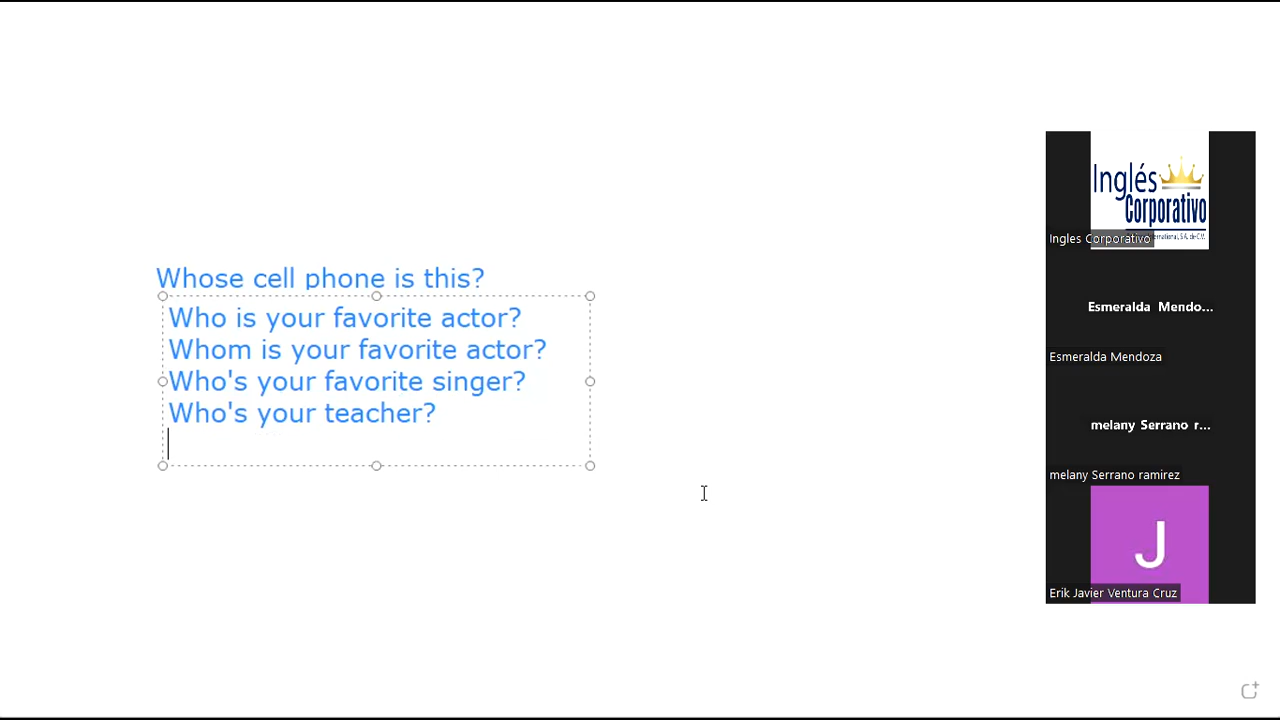 Whose cell phone is this?
Who is your favorite actor?
Whom is your favorite actor?
Who's your favorite singer?
Who's your teacher?
Inglés
Corporativo
Ingles Corporativo
Esmeralda Mendo...
Esmeralda Mendoza
melany Serrano r...
melany Serrano ramirez
J
Erik Javier Ventura Cruz